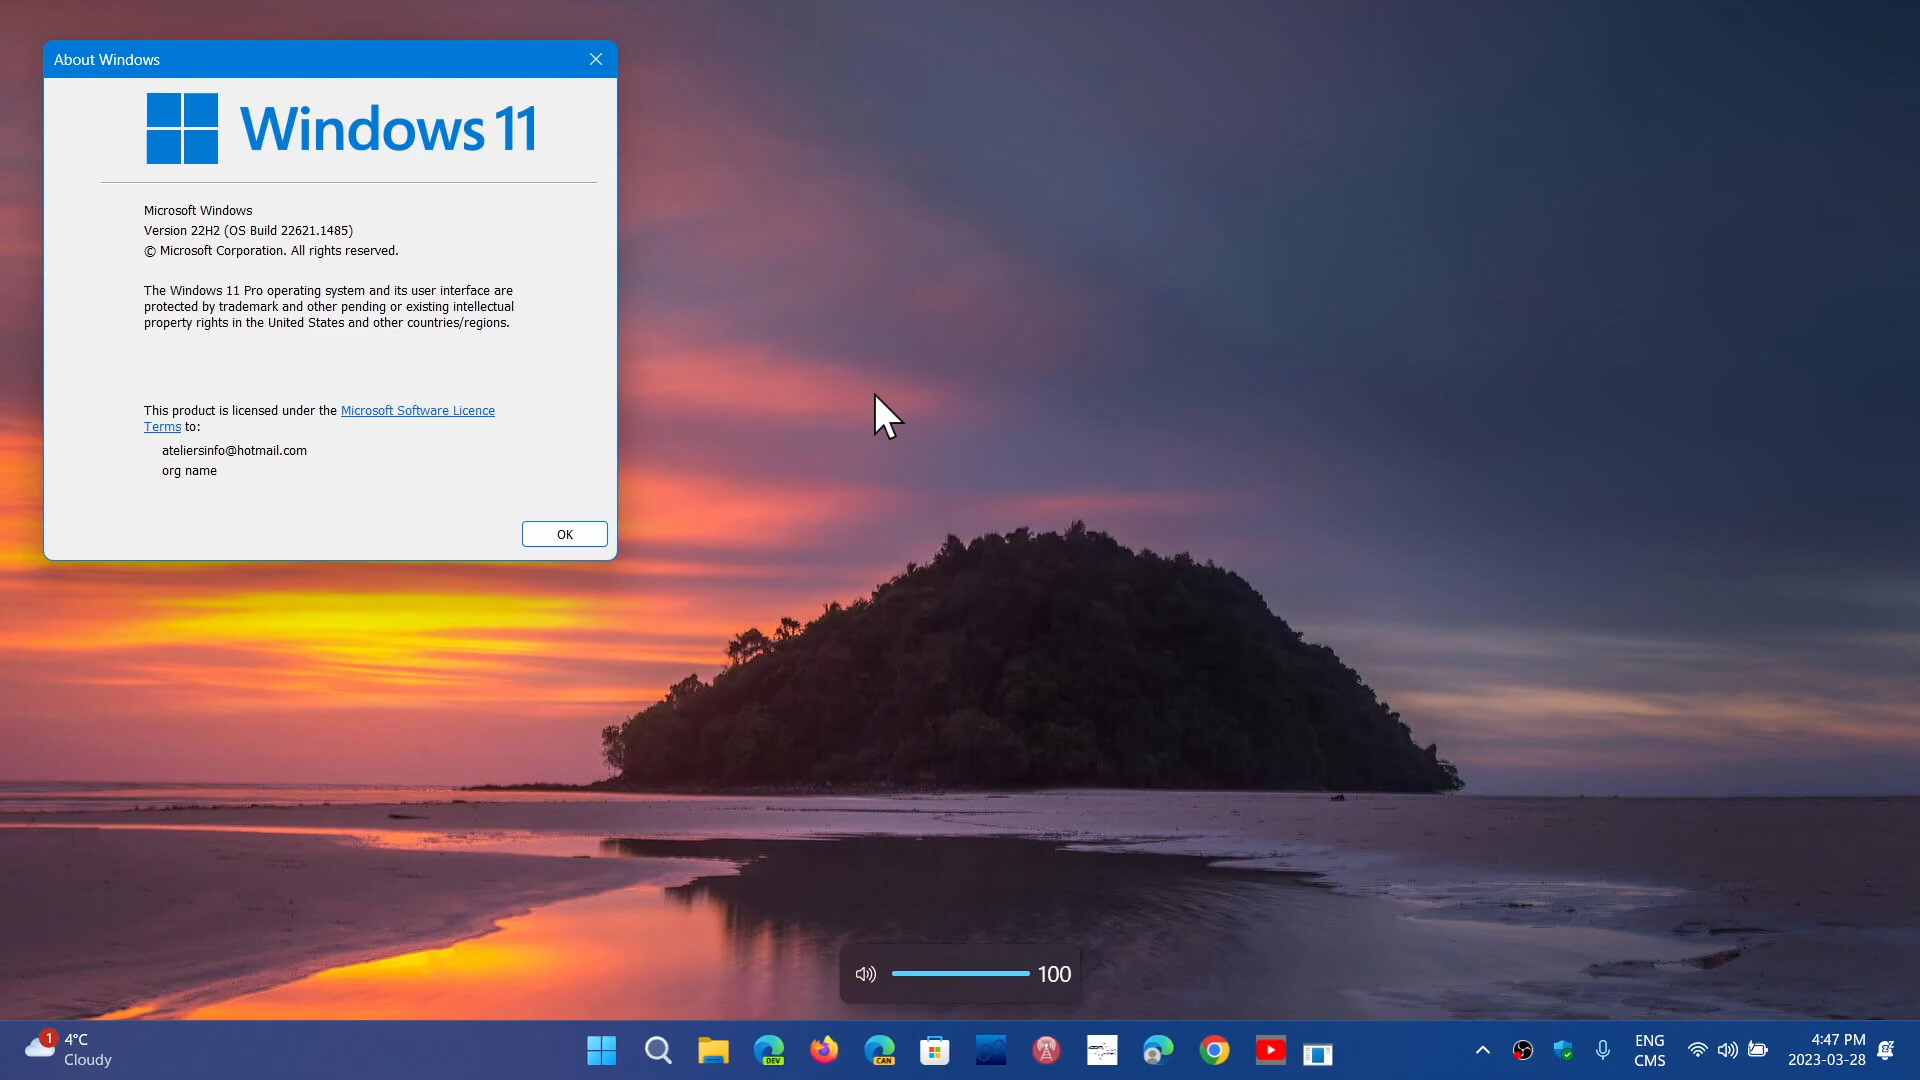 About Windows
Windows 11
Microsoft Windows
Version 22H2 (OS Build 22621.1485)
© Microsoft Corporation. All rights reserved.
The Windows 11 Pro operating system and its user interface are
protected by trademark and other pending or existing intellectual
property rights in the United States and other countries/regions.
This product is licensed under the Microsoft Software Licence
Terms to:
ateliersinfo@hotmail.com
org name
OK
100
1
4°C
Cloudy
DEV
CAN
ENG
CMS
4:47 PM
2023-03-28